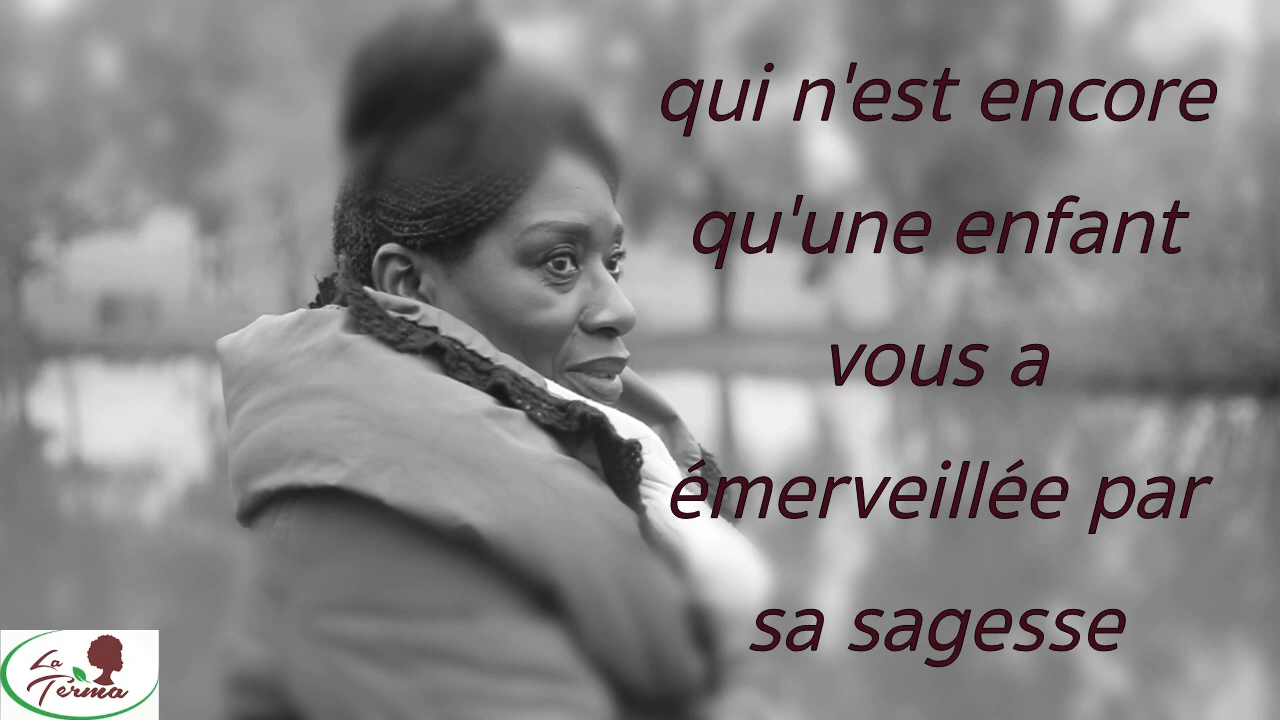 qui n'est encore
qu'une enfant
vous a
émerveillée par
sa sagesse
La
Terma